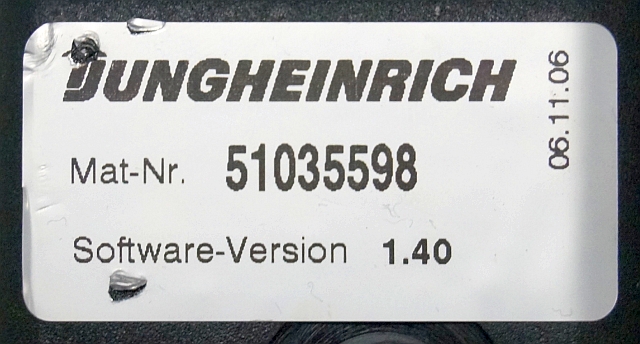 JUNGHEINRICH
Mat-Nr. 51035598
Software-Version 1.40
06.11.06